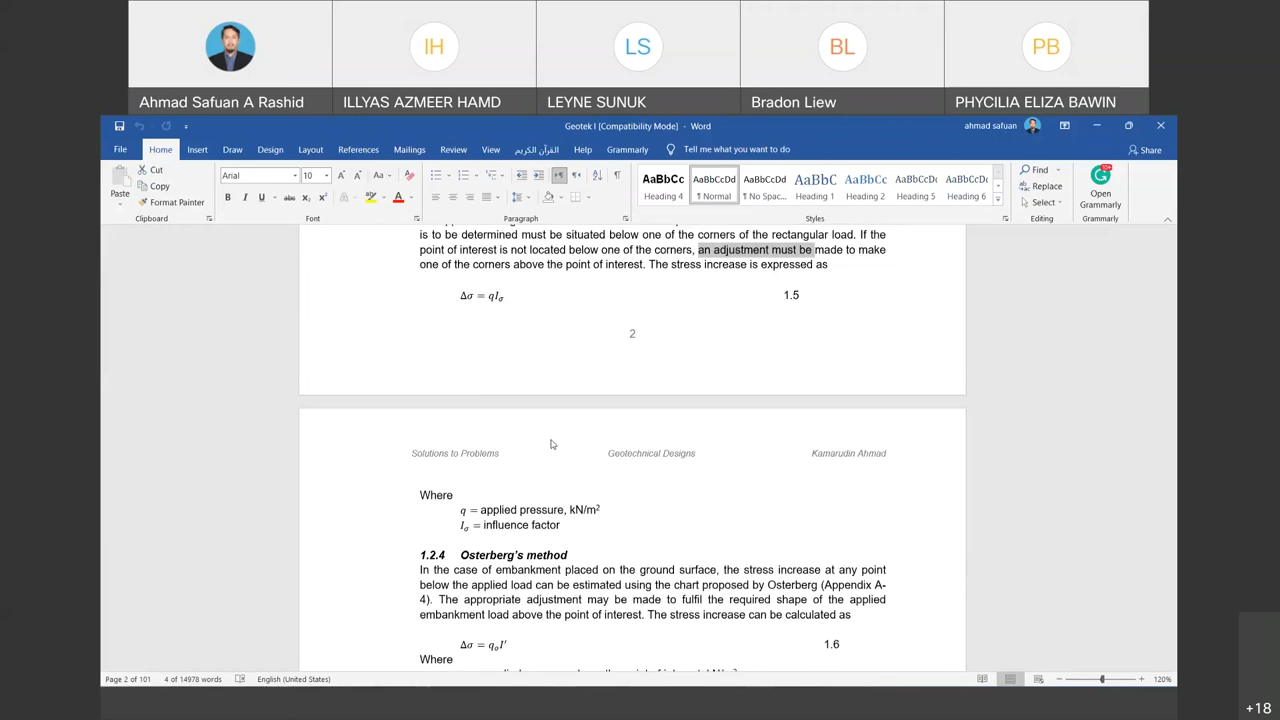 IH
LS
BL
PB
Ahmad Safuan A Rashid
ILLYAS AZMEER HAMD
LEYNE SUNUK
Bradon Liew
PHYCILIA ELIZA BAWIN
Geotek I [Compatibility Mode] - Word
ahmad safuan
File Home Insert Draw Design Layout References Mailings Review View القرآن الكريم Help Grammarly Tell me what you want to do Share
Paste
Cut
Copy
Format Painter
Clipboard
Arial 10
Font
Paragraph
AaBbCc AaBbCcDd AaBbCcDd AaBbC AaBbCc AaBbCcD AaBbCcDd
Heading 4 ¶ Normal ¶ No Spac... Heading 1 Heading 2 Heading 5 Heading 6
Styles
Find
Replace
Select
Editing
Open
Grammarly
Grammarly
is to be determined must be situated below one of the corners of the rectangular load. If the
point of interest is not located below one of the corners, an adjustment must be made to make
one of the corners above the point of interest. The stress increase is expressed as
Δσ = qIσ 1.5
2
Solutions to Problems Geotechnical Designs Kamarudin Ahmad
Where
q = applied pressure, kN/m²
Iσ = influence factor
1.2.4 Osterberg's method
In the case of embankment placed on the ground surface, the stress increase at any point
below the applied load can be estimated using the chart proposed by Osterberg (Appendix A-
4). The appropriate adjustment may be made to fulfil the required shape of the applied
embankment load above the point of interest. The stress increase can be calculated as
Δσ = qₒI′ 1.6
Where
Page 2 of 101 4 of 14978 words English (United States) 120%
+18